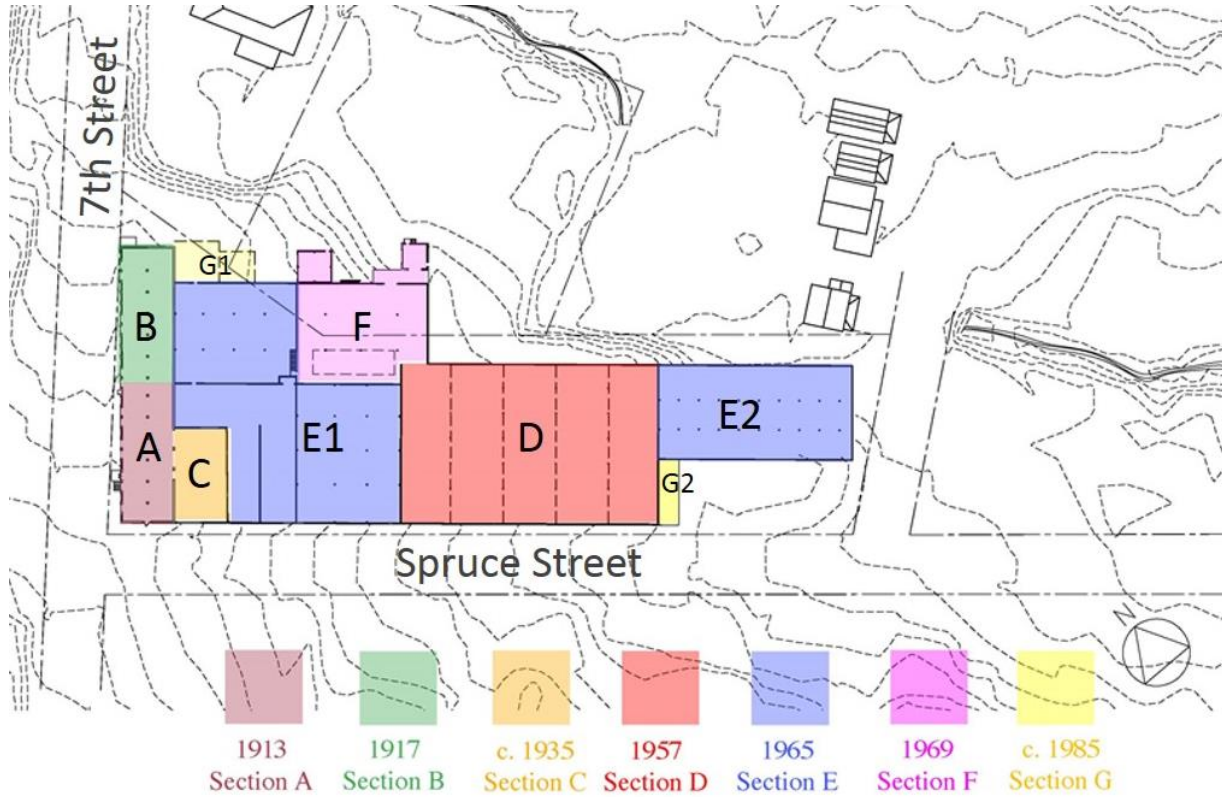 7th Street
G1
B
F
E2
A
E1
D
C
G2
Spruce Street
N
1913
Section A
1917
Section B
c. 1935
Section C
1957
Section D
1965
Section E
1969
Section F
c. 1985
Section G